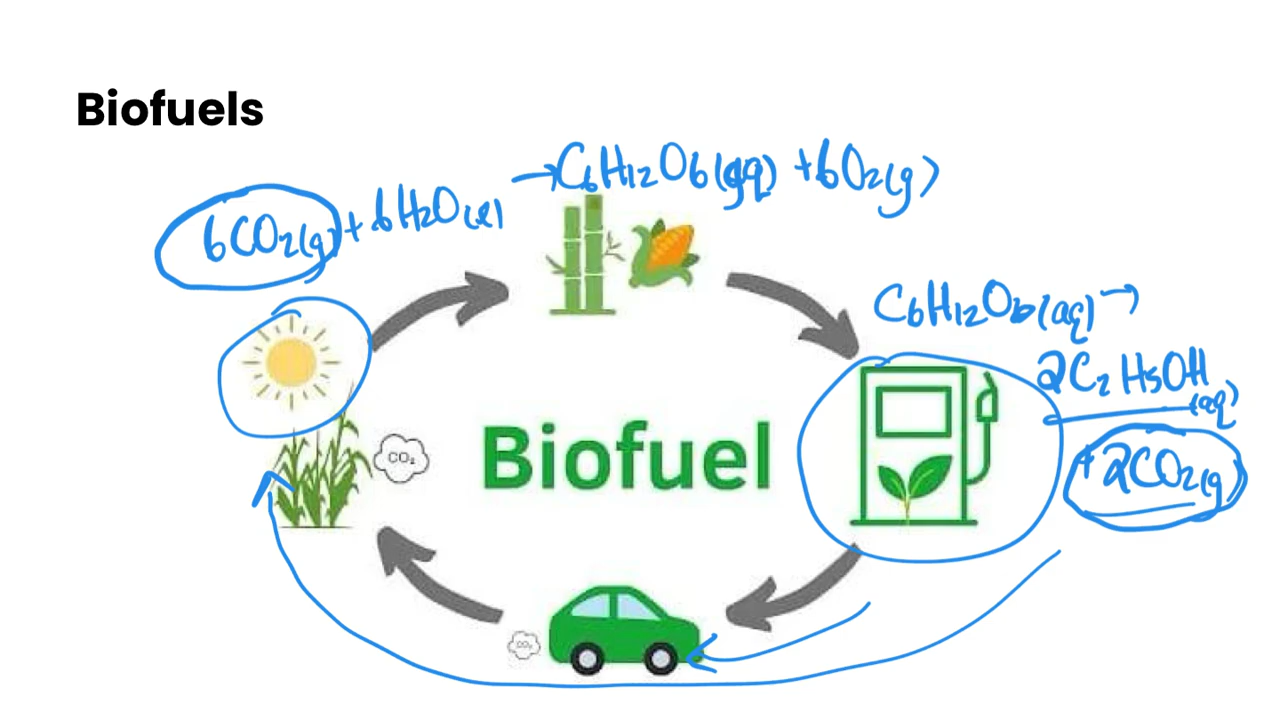 Biofuels
6CO2(g) + 6H2O(l) → C6H12O6(aq) + 6O2(g)
C6H12O6(aq) →
2C2H5OH(aq)
+2CO2(g)
CO2
Biofuel
CO2